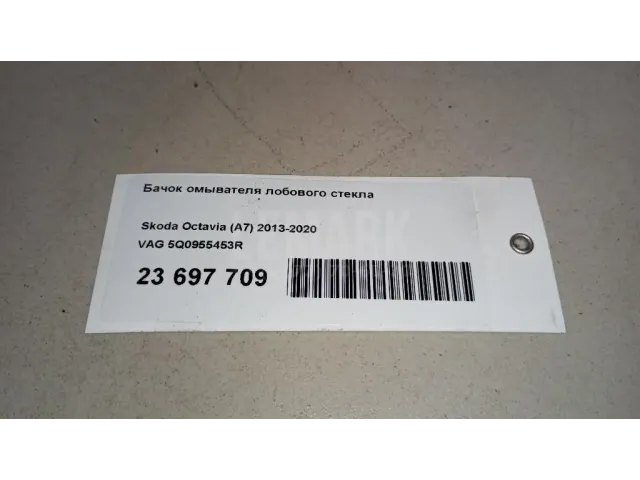 Бачок омывателя лобового стекла
Skoda Octavia (A7) 2013-2020
VAG 5Q0955453R
23 697 709